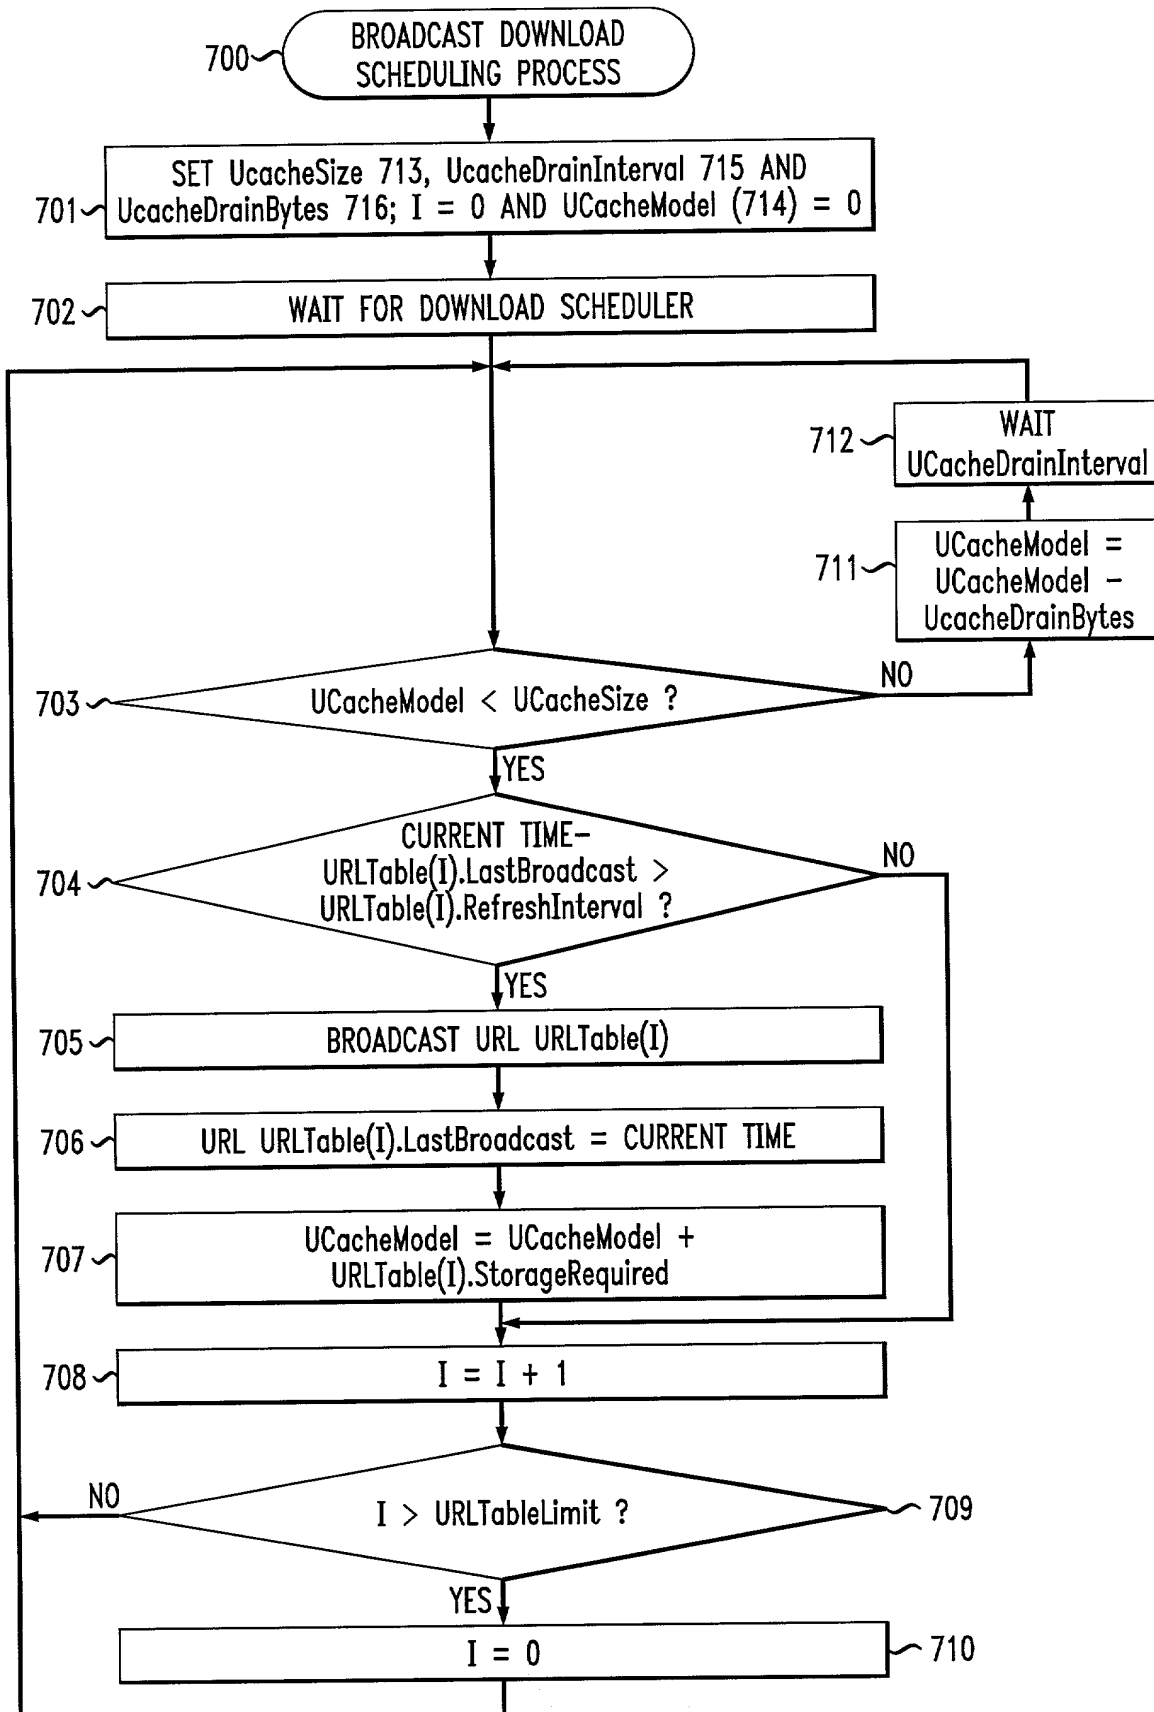 700
BROADCAST DOWNLOAD
SCHEDULING PROCESS
701
SET UcacheSize 713, UcacheDrainInterval 715 AND
UcacheDrainBytes 716; I = 0 AND UCacheModel (714) = 0
702
WAIT FOR DOWNLOAD SCHEDULER
712
WAIT
UCacheDrainInterval
711
UCacheModel =
UCacheModel –
UcacheDrainBytes
703
UCacheModel < UCacheSize ?
NO
YES
704
CURRENT TIME–
URLTable(I).LastBroadcast >
URLTable(I).RefreshInterval ?
NO
YES
705
BROADCAST URL URLTable(I)
706
URL URLTable(I).LastBroadcast = CURRENT TIME
707
UCacheModel = UCacheModel +
URLTable(I).StorageRequired
708
I = I + 1
NO
I > URLTableLimit ?
709
YES
I = 0
710